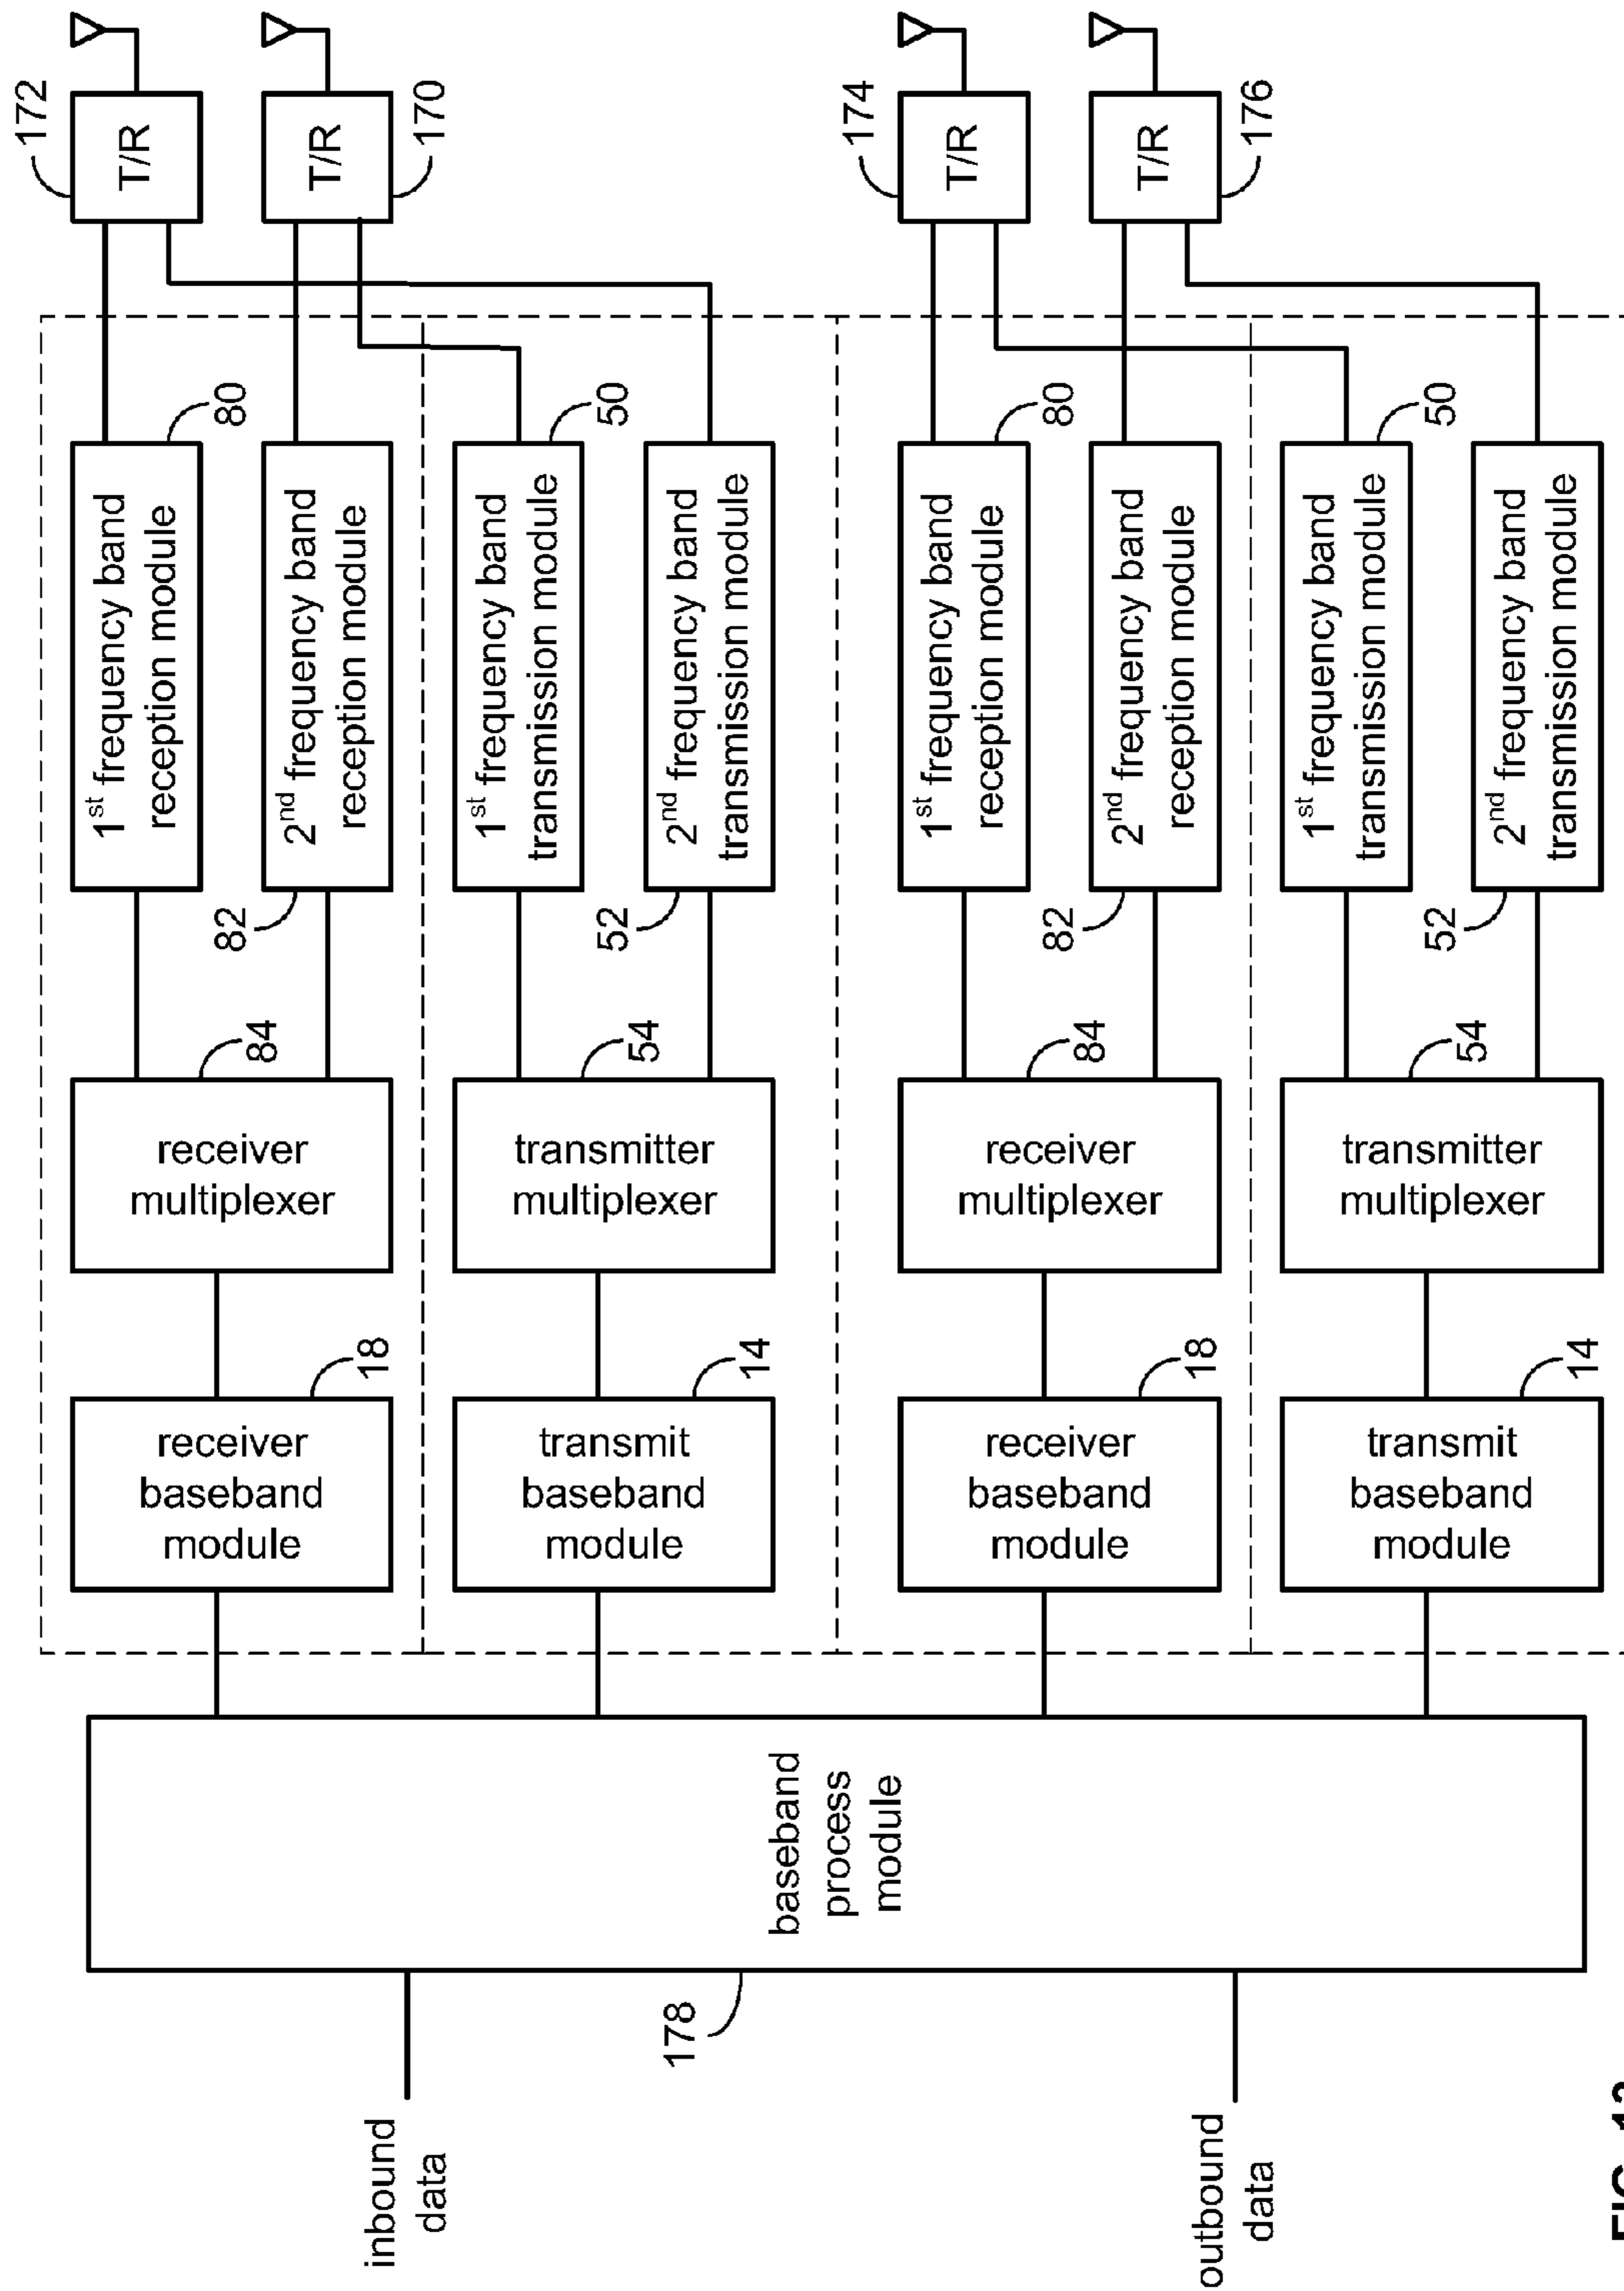 inbound
data
outbound
data
178
baseband
process
module
receiver
baseband
module
18
receiver
multiplexer
84
1st frequency band
reception module
80
T/R
172
82
2nd frequency band
reception module
T/R
170
transmit
baseband
module
14
transmitter
multiplexer
54
1st frequency band
transmission module
50
52
2nd frequency band
transmission module
receiver
baseband
module
18
receiver
multiplexer
84
1st frequency band
reception module
80
T/R
174
82
2nd frequency band
reception module
T/R
176
transmit
baseband
module
14
transmitter
multiplexer
54
1st frequency band
transmission module
50
52
2nd frequency band
transmission module
FIG.